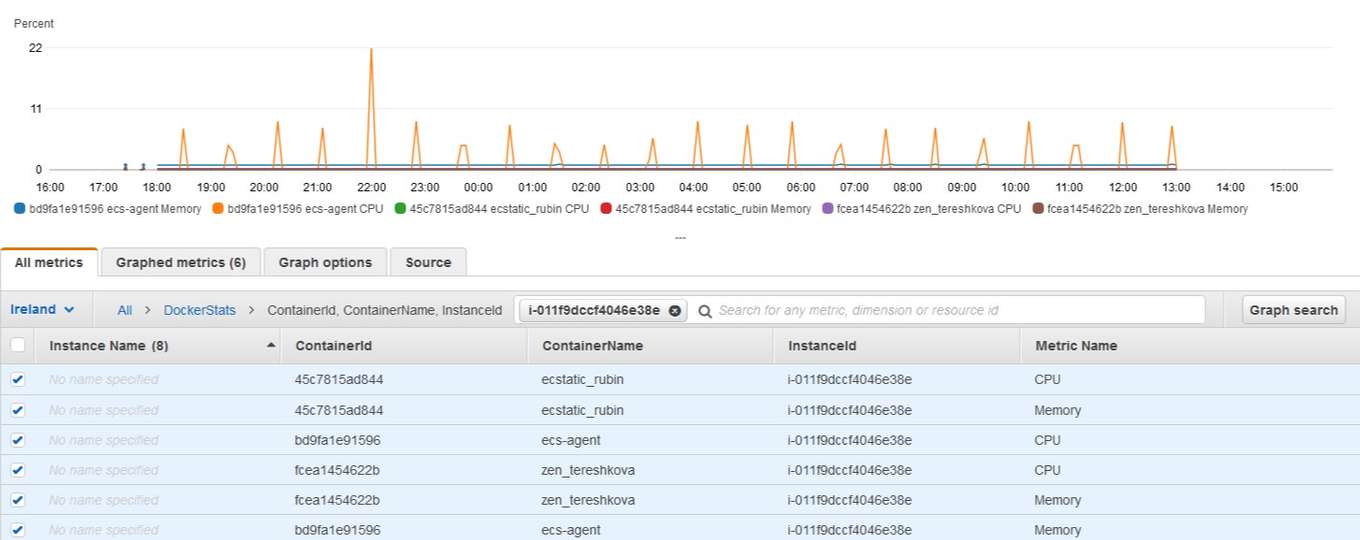 Percent
22
11
0
16:00 17:00 18:00 19:00 20:00 21:00 22:00 23:00 00:00 01:00 02:00 03:00 04:00 05:00 06:00 07:00 08:00 09:00 10:00 11:00 12:00 13:00 14:00 15:00
bd9fa1e91596 ecs-agent Memory bd9fa1e91596 ecs-agent CPU 45c7815ad844 ecstatic_rubin CPU 45c7815ad844 ecstatic_rubin Memory fcea1454622b zen_tereshkova CPU fcea1454622b zen_tereshkova Memory
All metrics Graphed metrics (6) Graph options Source
Ireland All > DockerStats > ContainerId, ContainerName, InstanceId i-011f9dccf4046e38e Search for any metric, dimension or resource id Graph search
Instance Name (8) ContainerId ContainerName InstanceId Metric Name
No name specified 45c7815ad844 ecstatic_rubin i-011f9dccf4046e38e CPU
No name specified 45c7815ad844 ecstatic_rubin i-011f9dccf4046e38e Memory
No name specified bd9fa1e91596 ecs-agent i-011f9dccf4046e38e CPU
No name specified fcea1454622b zen_tereshkova i-011f9dccf4046e38e CPU
No name specified fcea1454622b zen_tereshkova i-011f9dccf4046e38e Memory
No name specified bd9fa1e91596 ecs-agent i-011f9dccf4046e38e Memory